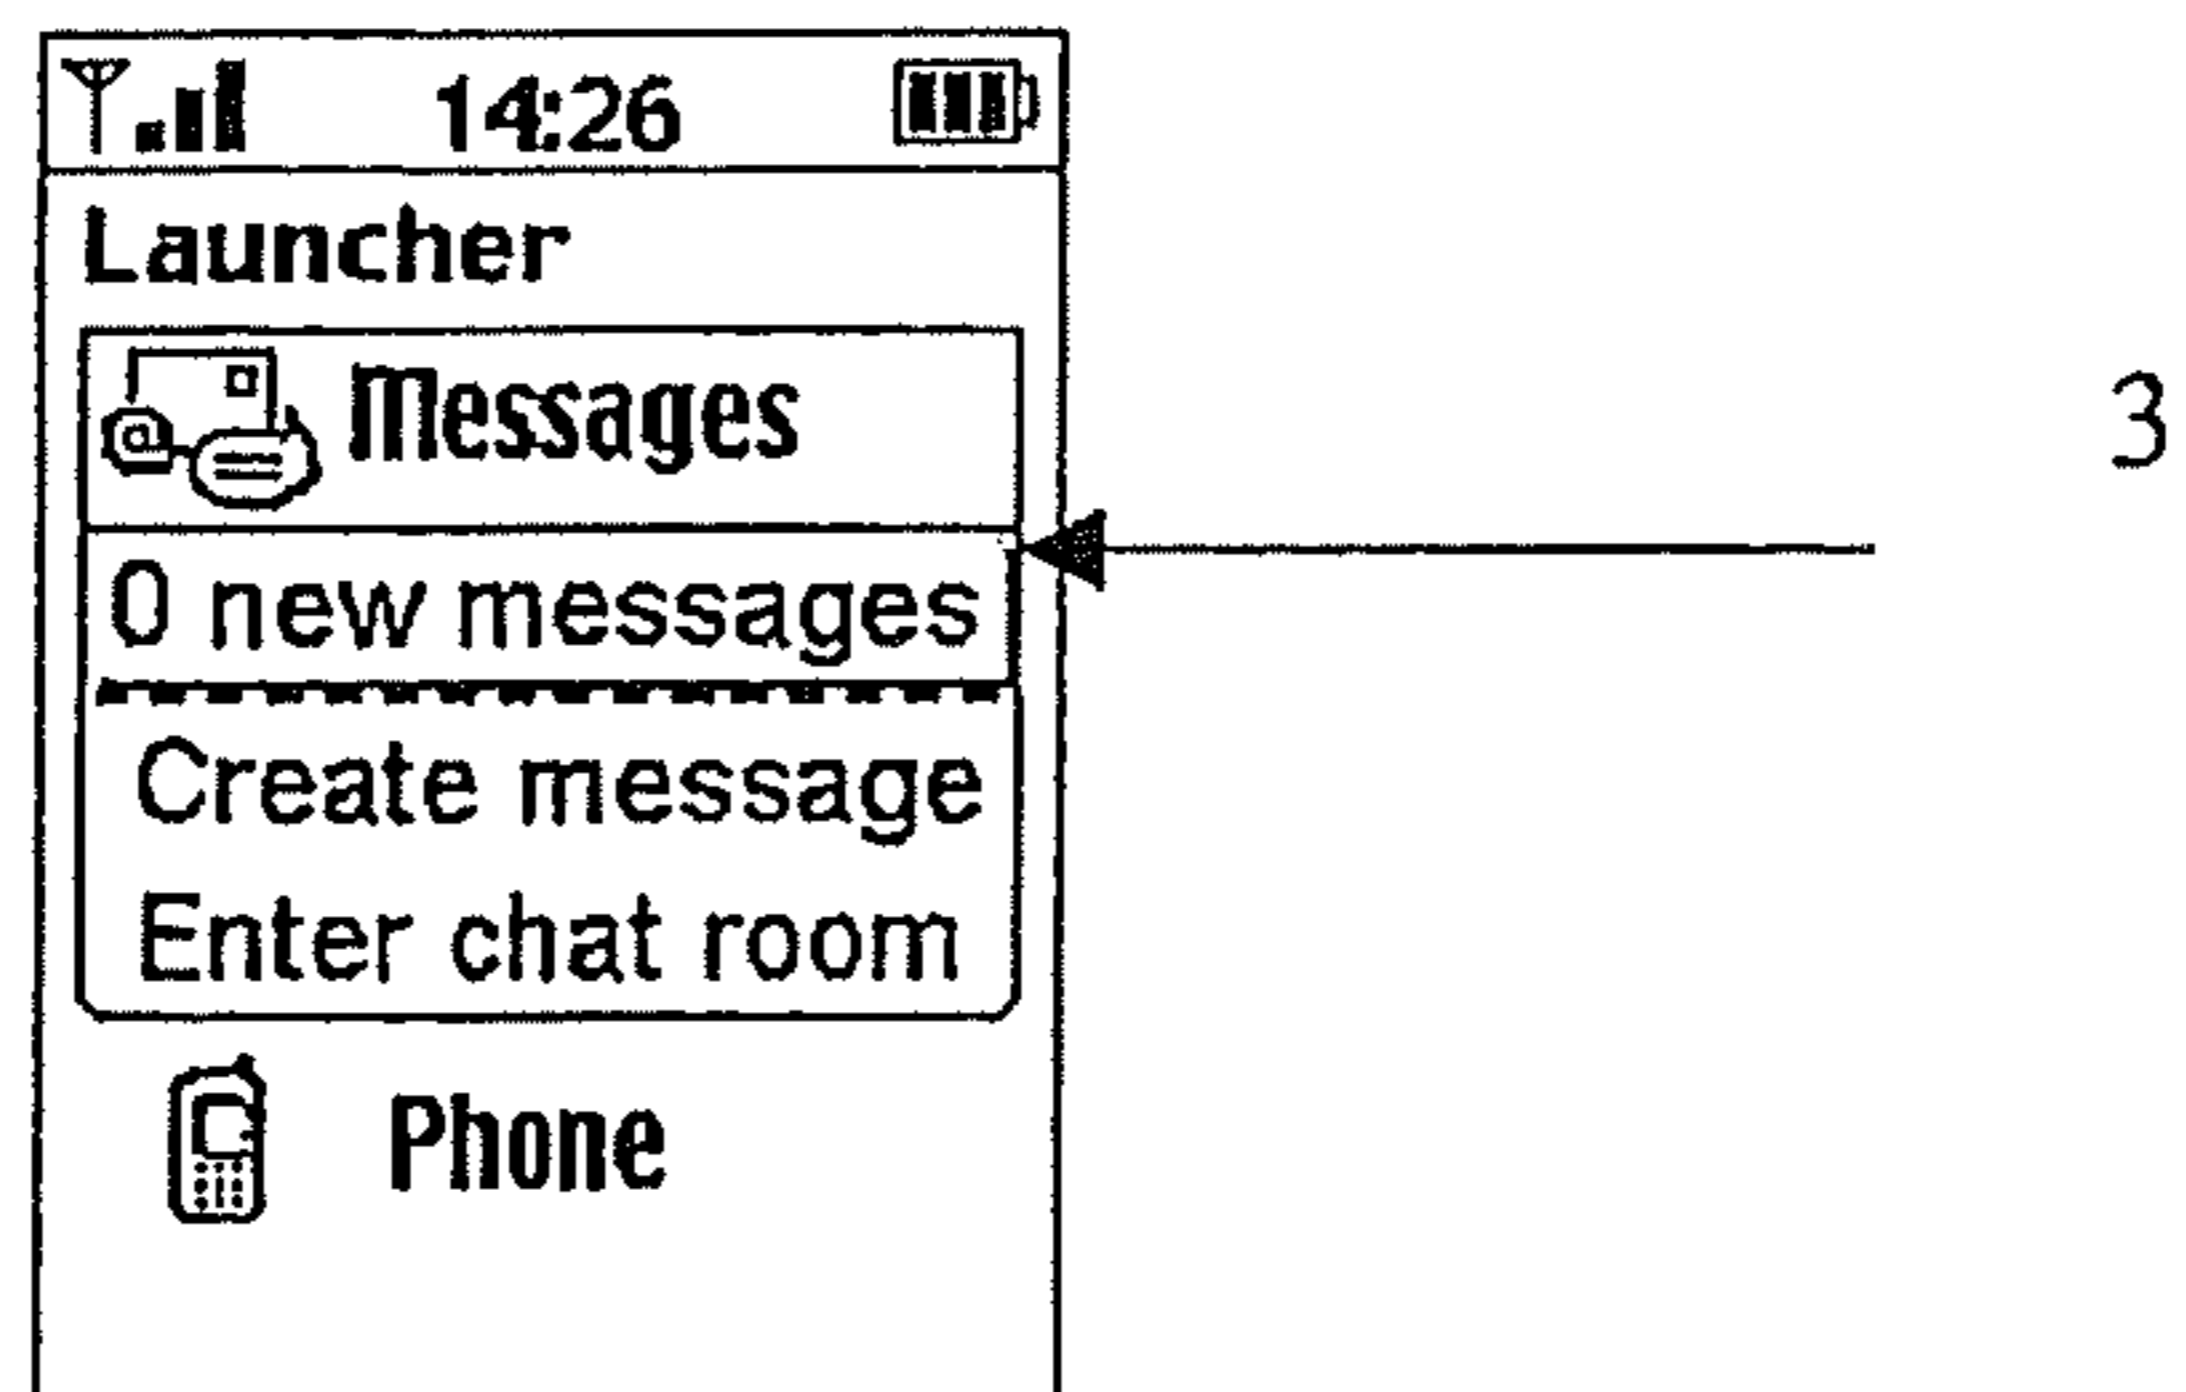 14:26
Launcher
Messages
3
0 new messages
Create message
Enter chat room
Phone